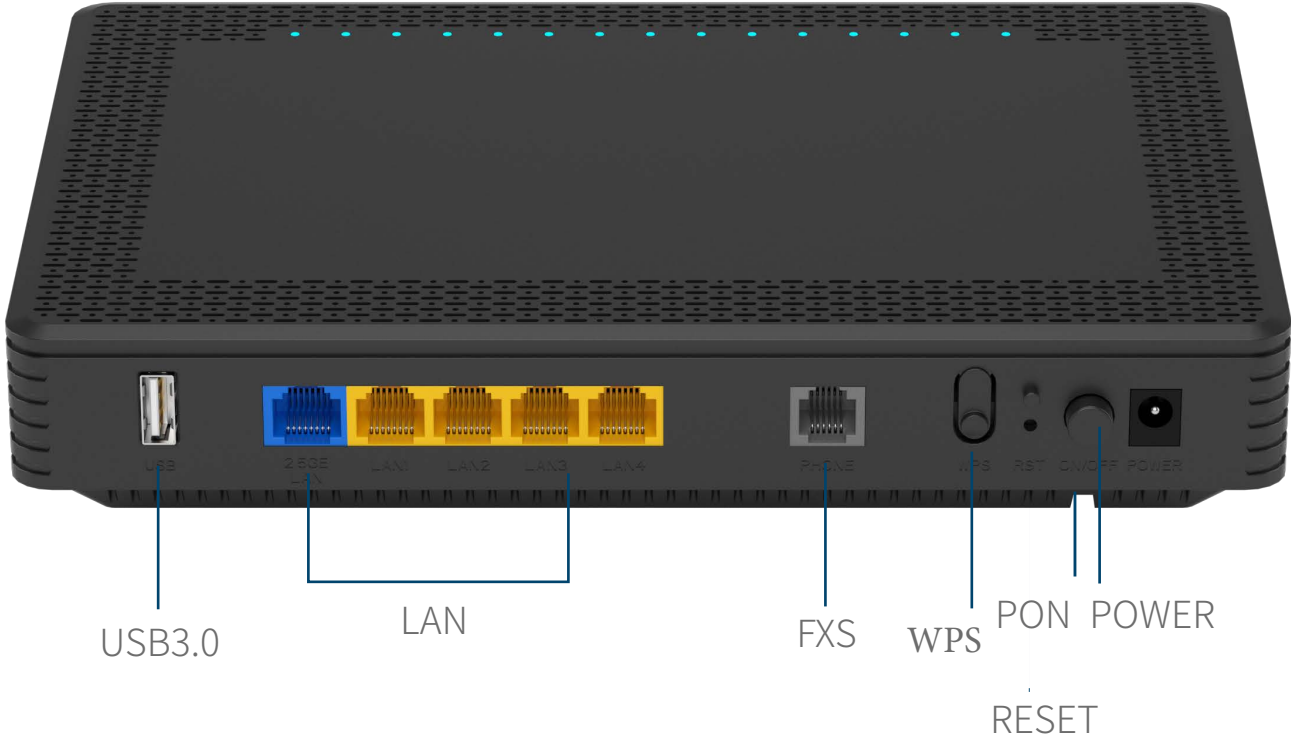 USB
2.5GE
LAN
LAN1
LAN2
LAN3
LAN4
PHONE
WPS
RST
ON/OFF
POWER
USB3.0
LAN
FXS
WPS
PON
POWER
RESET